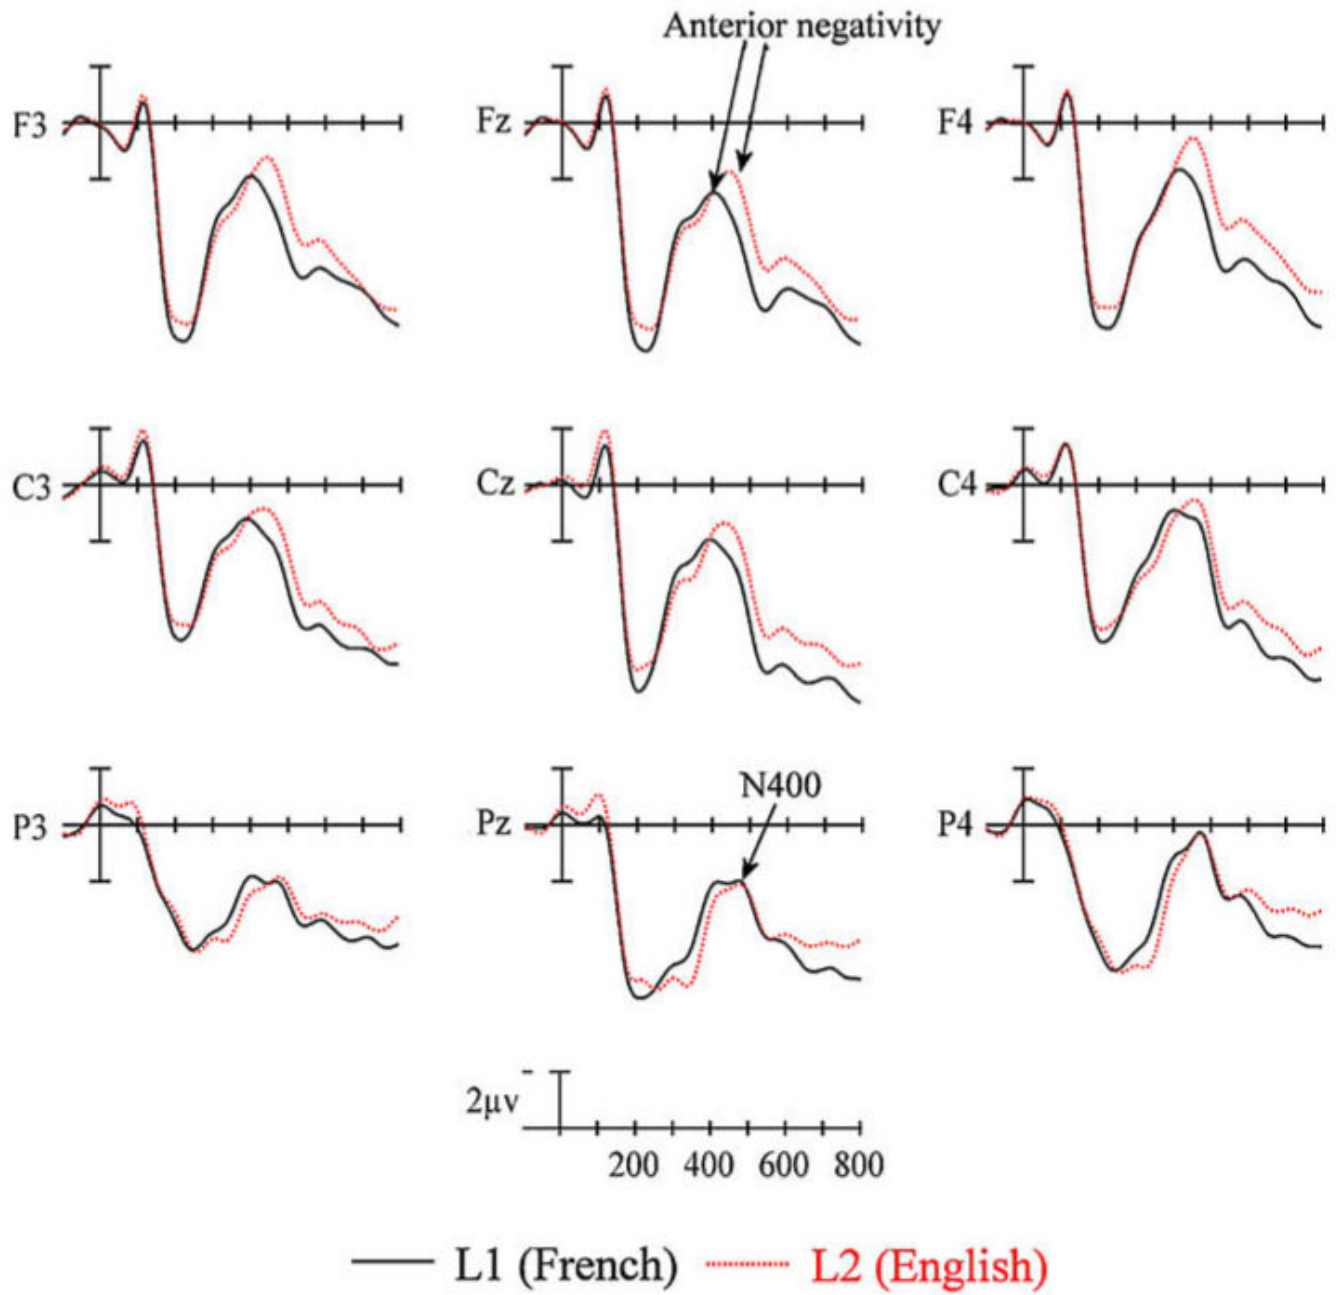 Anterior negativity
F3 Fz F4
C3 Cz C4
N400
P3 Pz P4
2μv
200 400 600 800
L1 (French) L2 (English)